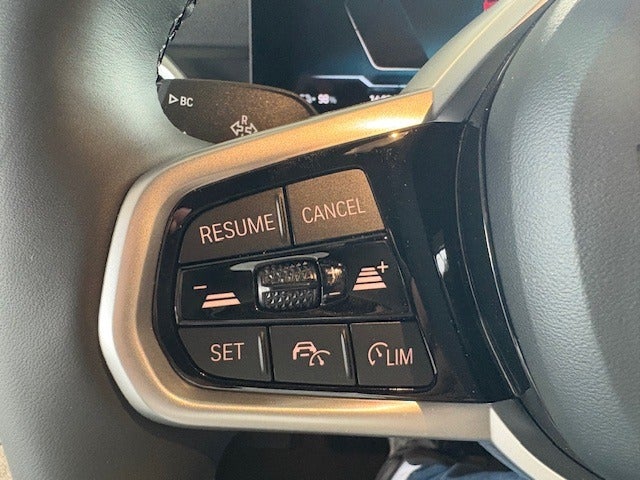 BC
R
RESUME
CANCEL
- +
SET
LIM